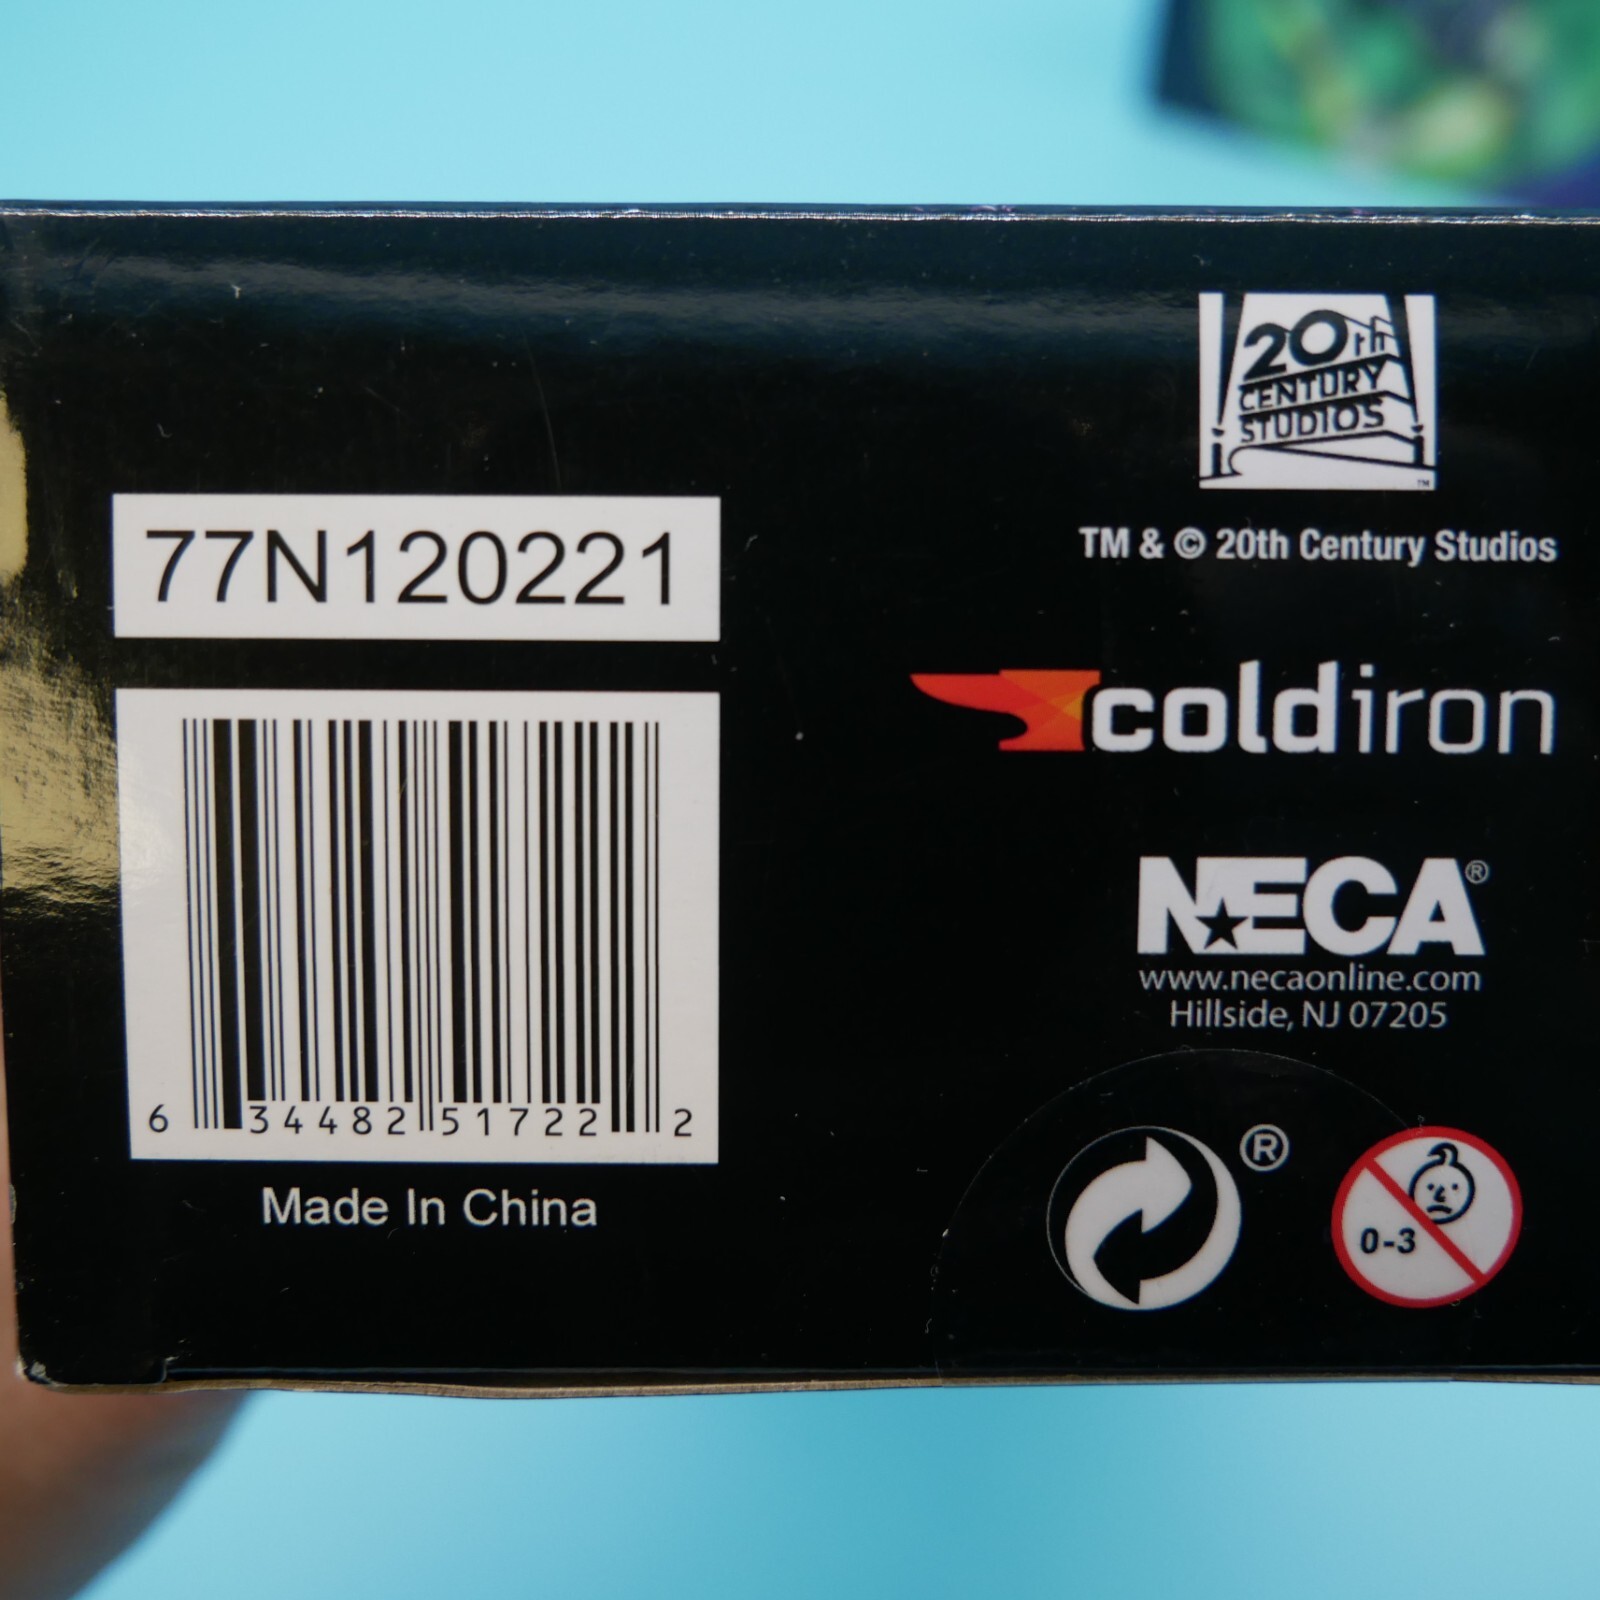 20th
CENTURY
STUDIOS
TM
TM & © 20th Century Studios
77N120221
coldiron
NECA®
www.necaonline.com
Hillside, NJ 07205
6 34482 51722 2
Made In China
®
0-3